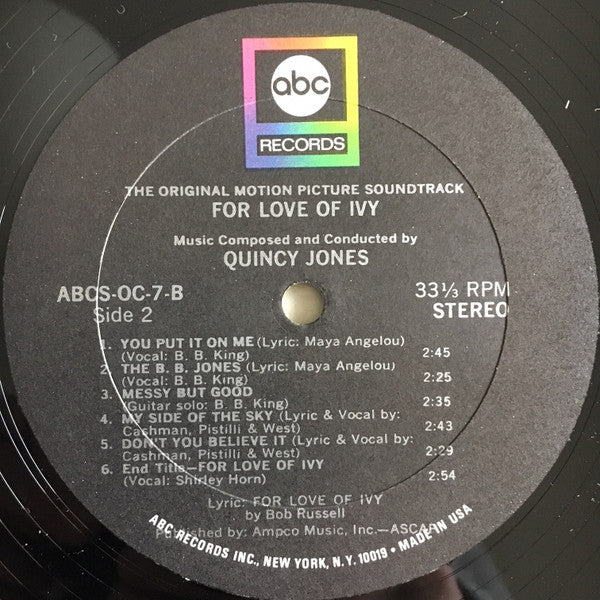 abc
RECORDS
THE ORIGINAL MOTION PICTURE SOUNDTRACK
FOR LOVE OF IVY
Music Composed and Conducted by
QUINCY JONES
ABCS-OC-7-B
Side 2
33⅓ RPM
STEREO
1. YOU PUT IT ON ME (Lyric: Maya Angelou)
(Vocal: B. B. King) 2:45
2. THE B. B. JONES (Lyric: Maya Angelou)
(Vocal: B. B. King) 2:25
3. MESSY BUT GOOD
(Guitar solo: B. B. King) 2:35
4. MY SIDE OF THE SKY (Lyric & Vocal by:
Cashman, Pistilli & West) 2:43
5. DON'T YOU BELIEVE IT (Lyric & Vocal by:
Cashman, Pistilli & West) 2:29
6. End Title—FOR LOVE OF IVY
(Vocal: Shirley Horn) 2:54
Lyric: FOR LOVE OF IVY
by Bob Russell
Published by: Ampco Music, Inc.—ASCAP
ABC RECORDS INC., NEW YORK, N.Y. 10019 • MADE IN USA